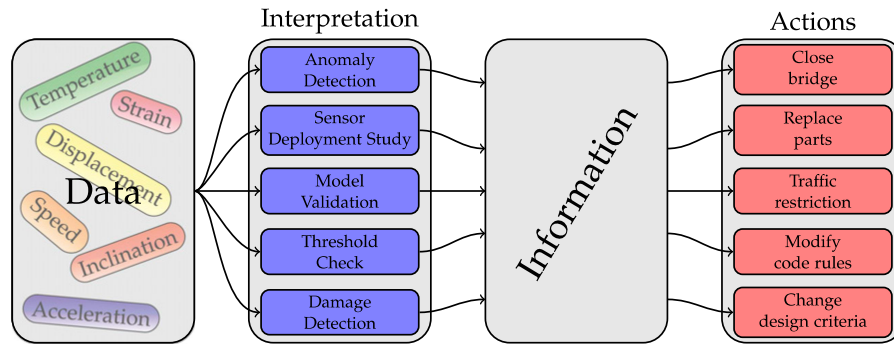 Interpretation
Actions
Temperature
Strain
Displacement
Data
Speed
Inclination
Acceleration
Anomaly
Detection
Sensor
Deployment Study
Model
Validation
Threshold
Check
Damage
Detection
Information
Close
bridge
Replace
parts
Traffic
restriction
Modify
code rules
Change
design criteria